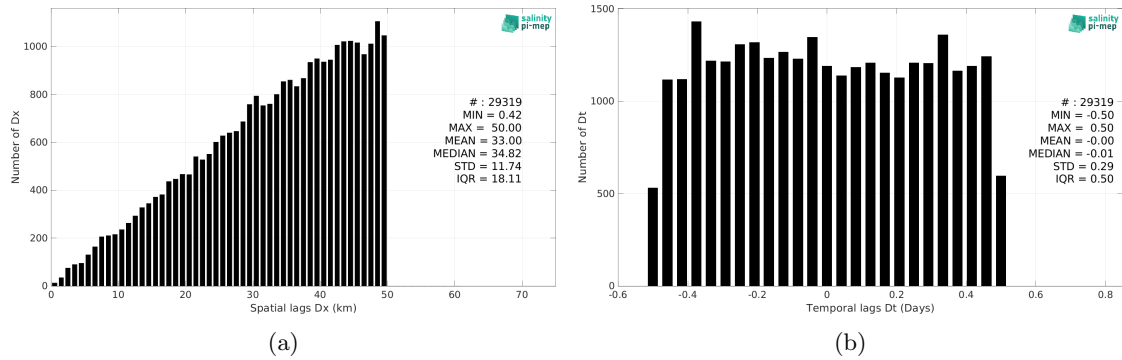 salinity
pi-mep
Number of Dx
1000
800
600
400
200
0
# : 29319
MIN = 0.42
MAX = 50.00
MEAN = 33.00
MEDIAN = 34.82
STD = 11.74
IQR = 18.11
0 10 20 30 40 50 60 70
Spatial lags Dx (km)
(a)
salinity
pi-mep
Number of Dt
1500
1000
500
0
# : 29319
MIN = -0.50
MAX = 0.50
MEAN = -0.00
MEDIAN = -0.01
STD = 0.29
IQR = 0.50
-0.6 -0.4 -0.2 0 0.2 0.4 0.6 0.8
Temporal lags Dt (Days)
(b)